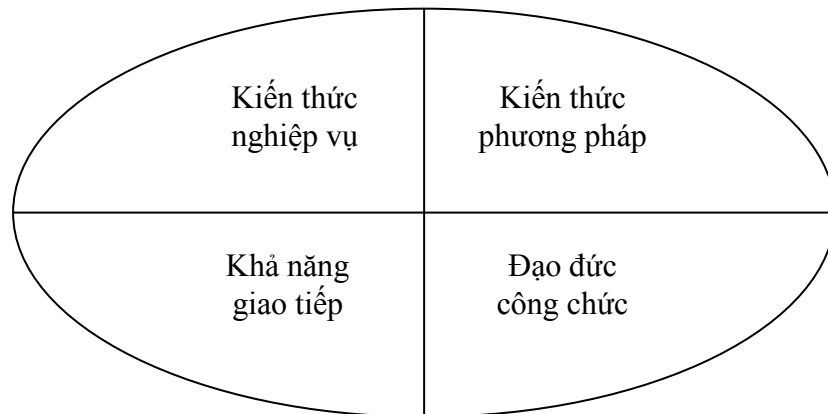 Kiến thức
nghiệp vụ
Kiến thức
phương pháp
Khả năng
giao tiếp
Đạo đức
công chức